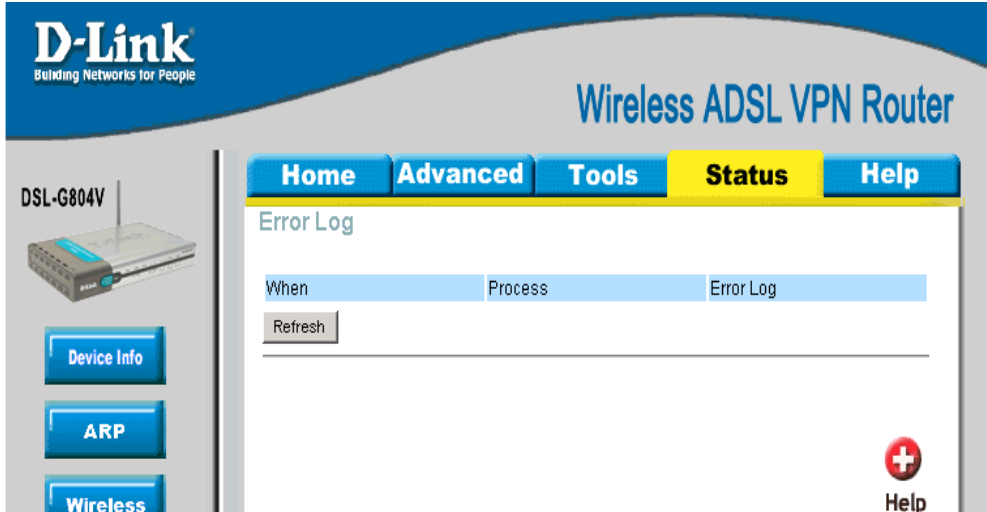 D-Link
Building Networks for People
Wireless ADSL VPN Router
DSL-G804V
Home Advanced Tools Status Help
Error Log
When Process Error Log
Refresh
Device Info
ARP
Wireless
Help